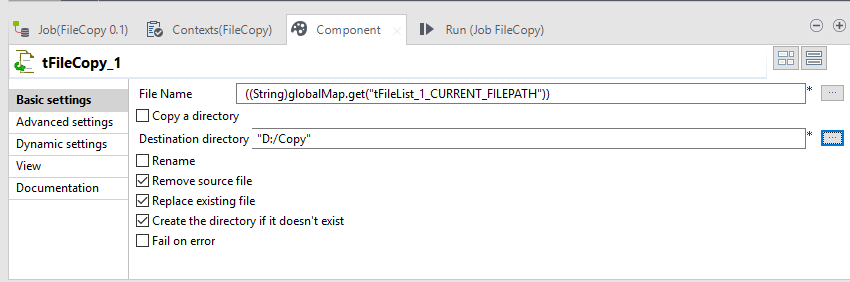 Job(FileCopy 0.1) Contexts(FileCopy) Component Run (Job FileCopy)
tFileCopy_1
Basic settings
Advanced settings
Dynamic settings
View
Documentation
File Name ((String)globalMap.get("tFileList_1_CURRENT_FILEPATH")) * ...
Copy a directory
Destination directory "D:/Copy" * ...
Rename
Remove source file
Replace existing file
Create the directory if it doesn't exist
Fail on error